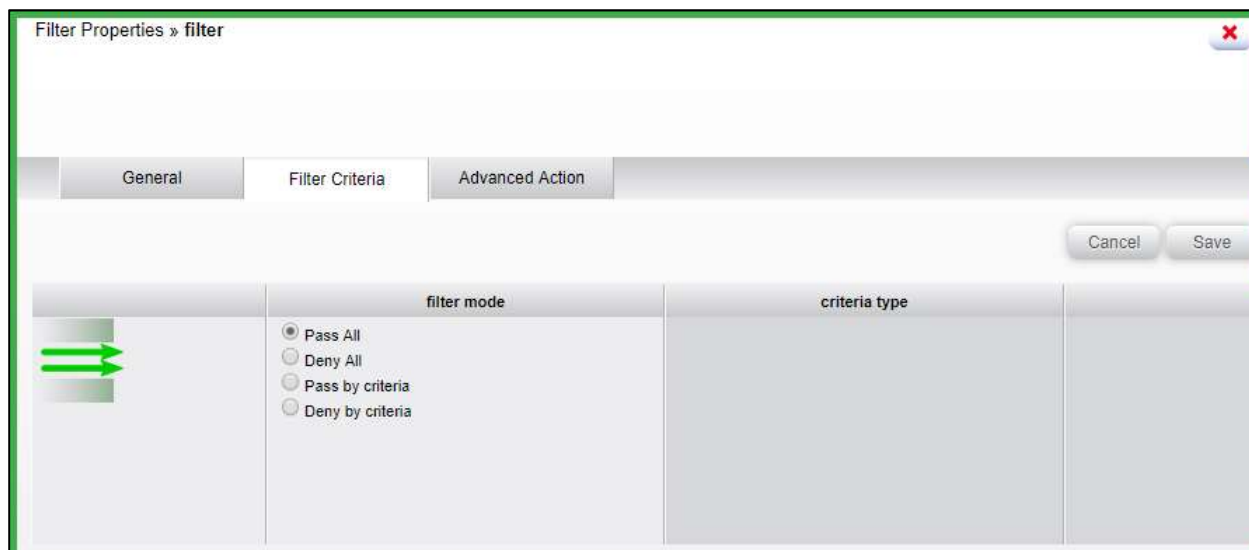 Filter Properties » filter
General Filter Criteria Advanced Action
Cancel Save
filter mode criteria type
Pass All
Deny All
Pass by criteria
Deny by criteria